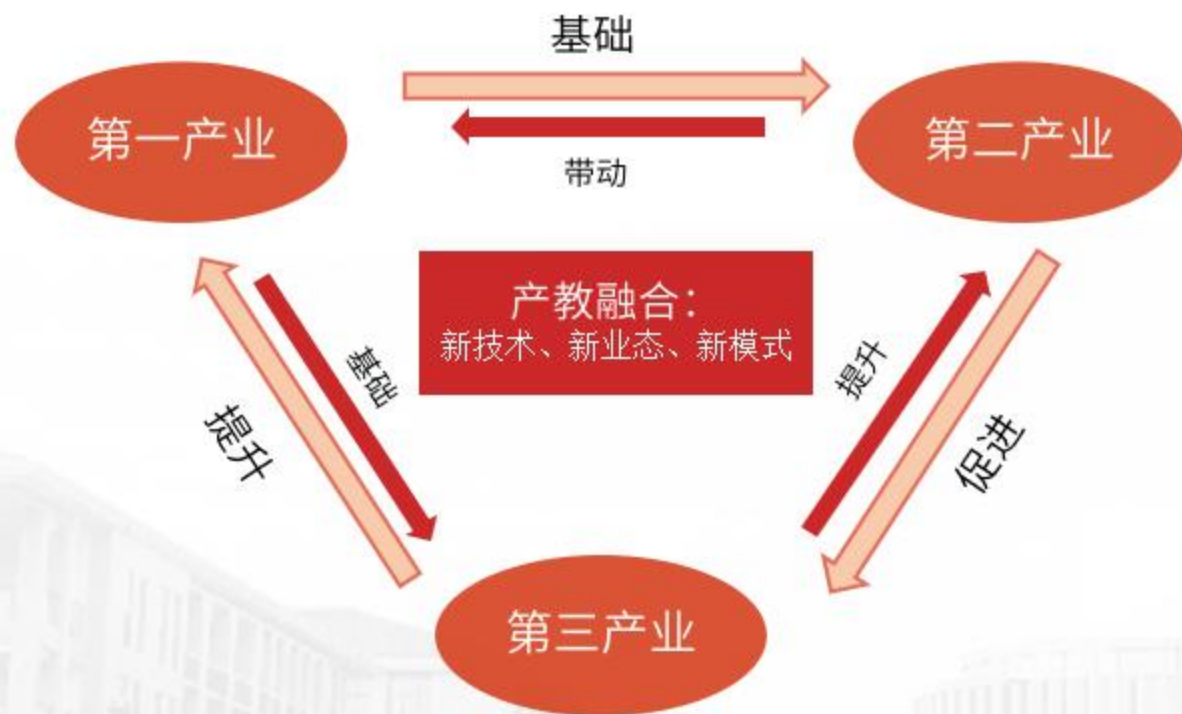 基础
第一产业
第二产业
带动
产教融合：
新技术、新业态、新模式
基础
提升
提升
促进
第三产业